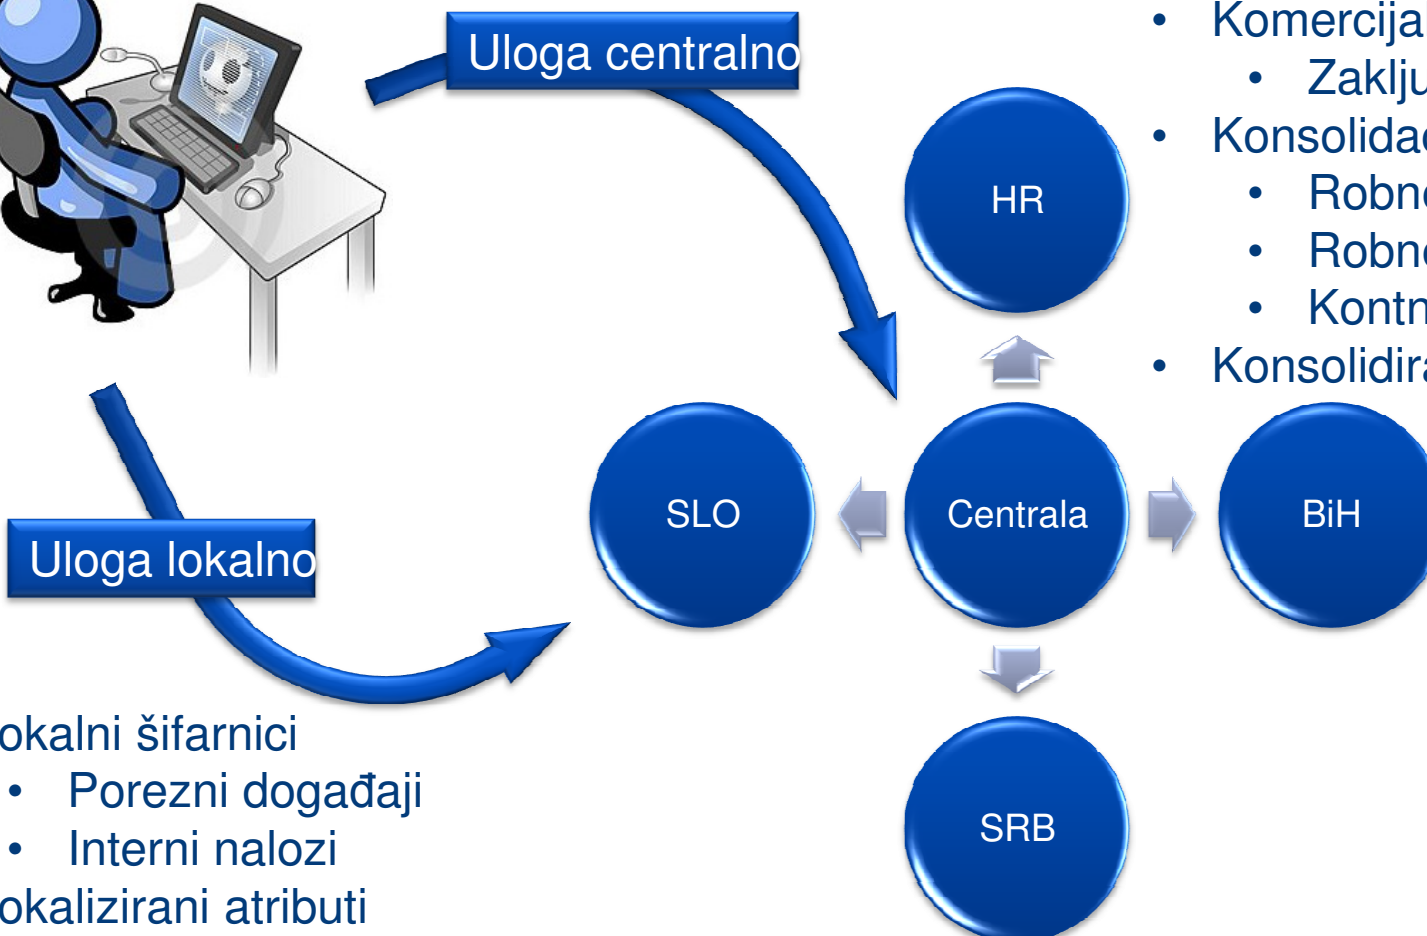 Uloga centralno
• Komercija
• Zaklju
• Konsolida
• Robn
• Robn
• Kontn
• Konsolidira
HR
SLO
Centrala
BiH
Uloga lokalno
SRB
okalni šifarnici
• Porezni događaji
• Interni nalozi
okalizirani atributi